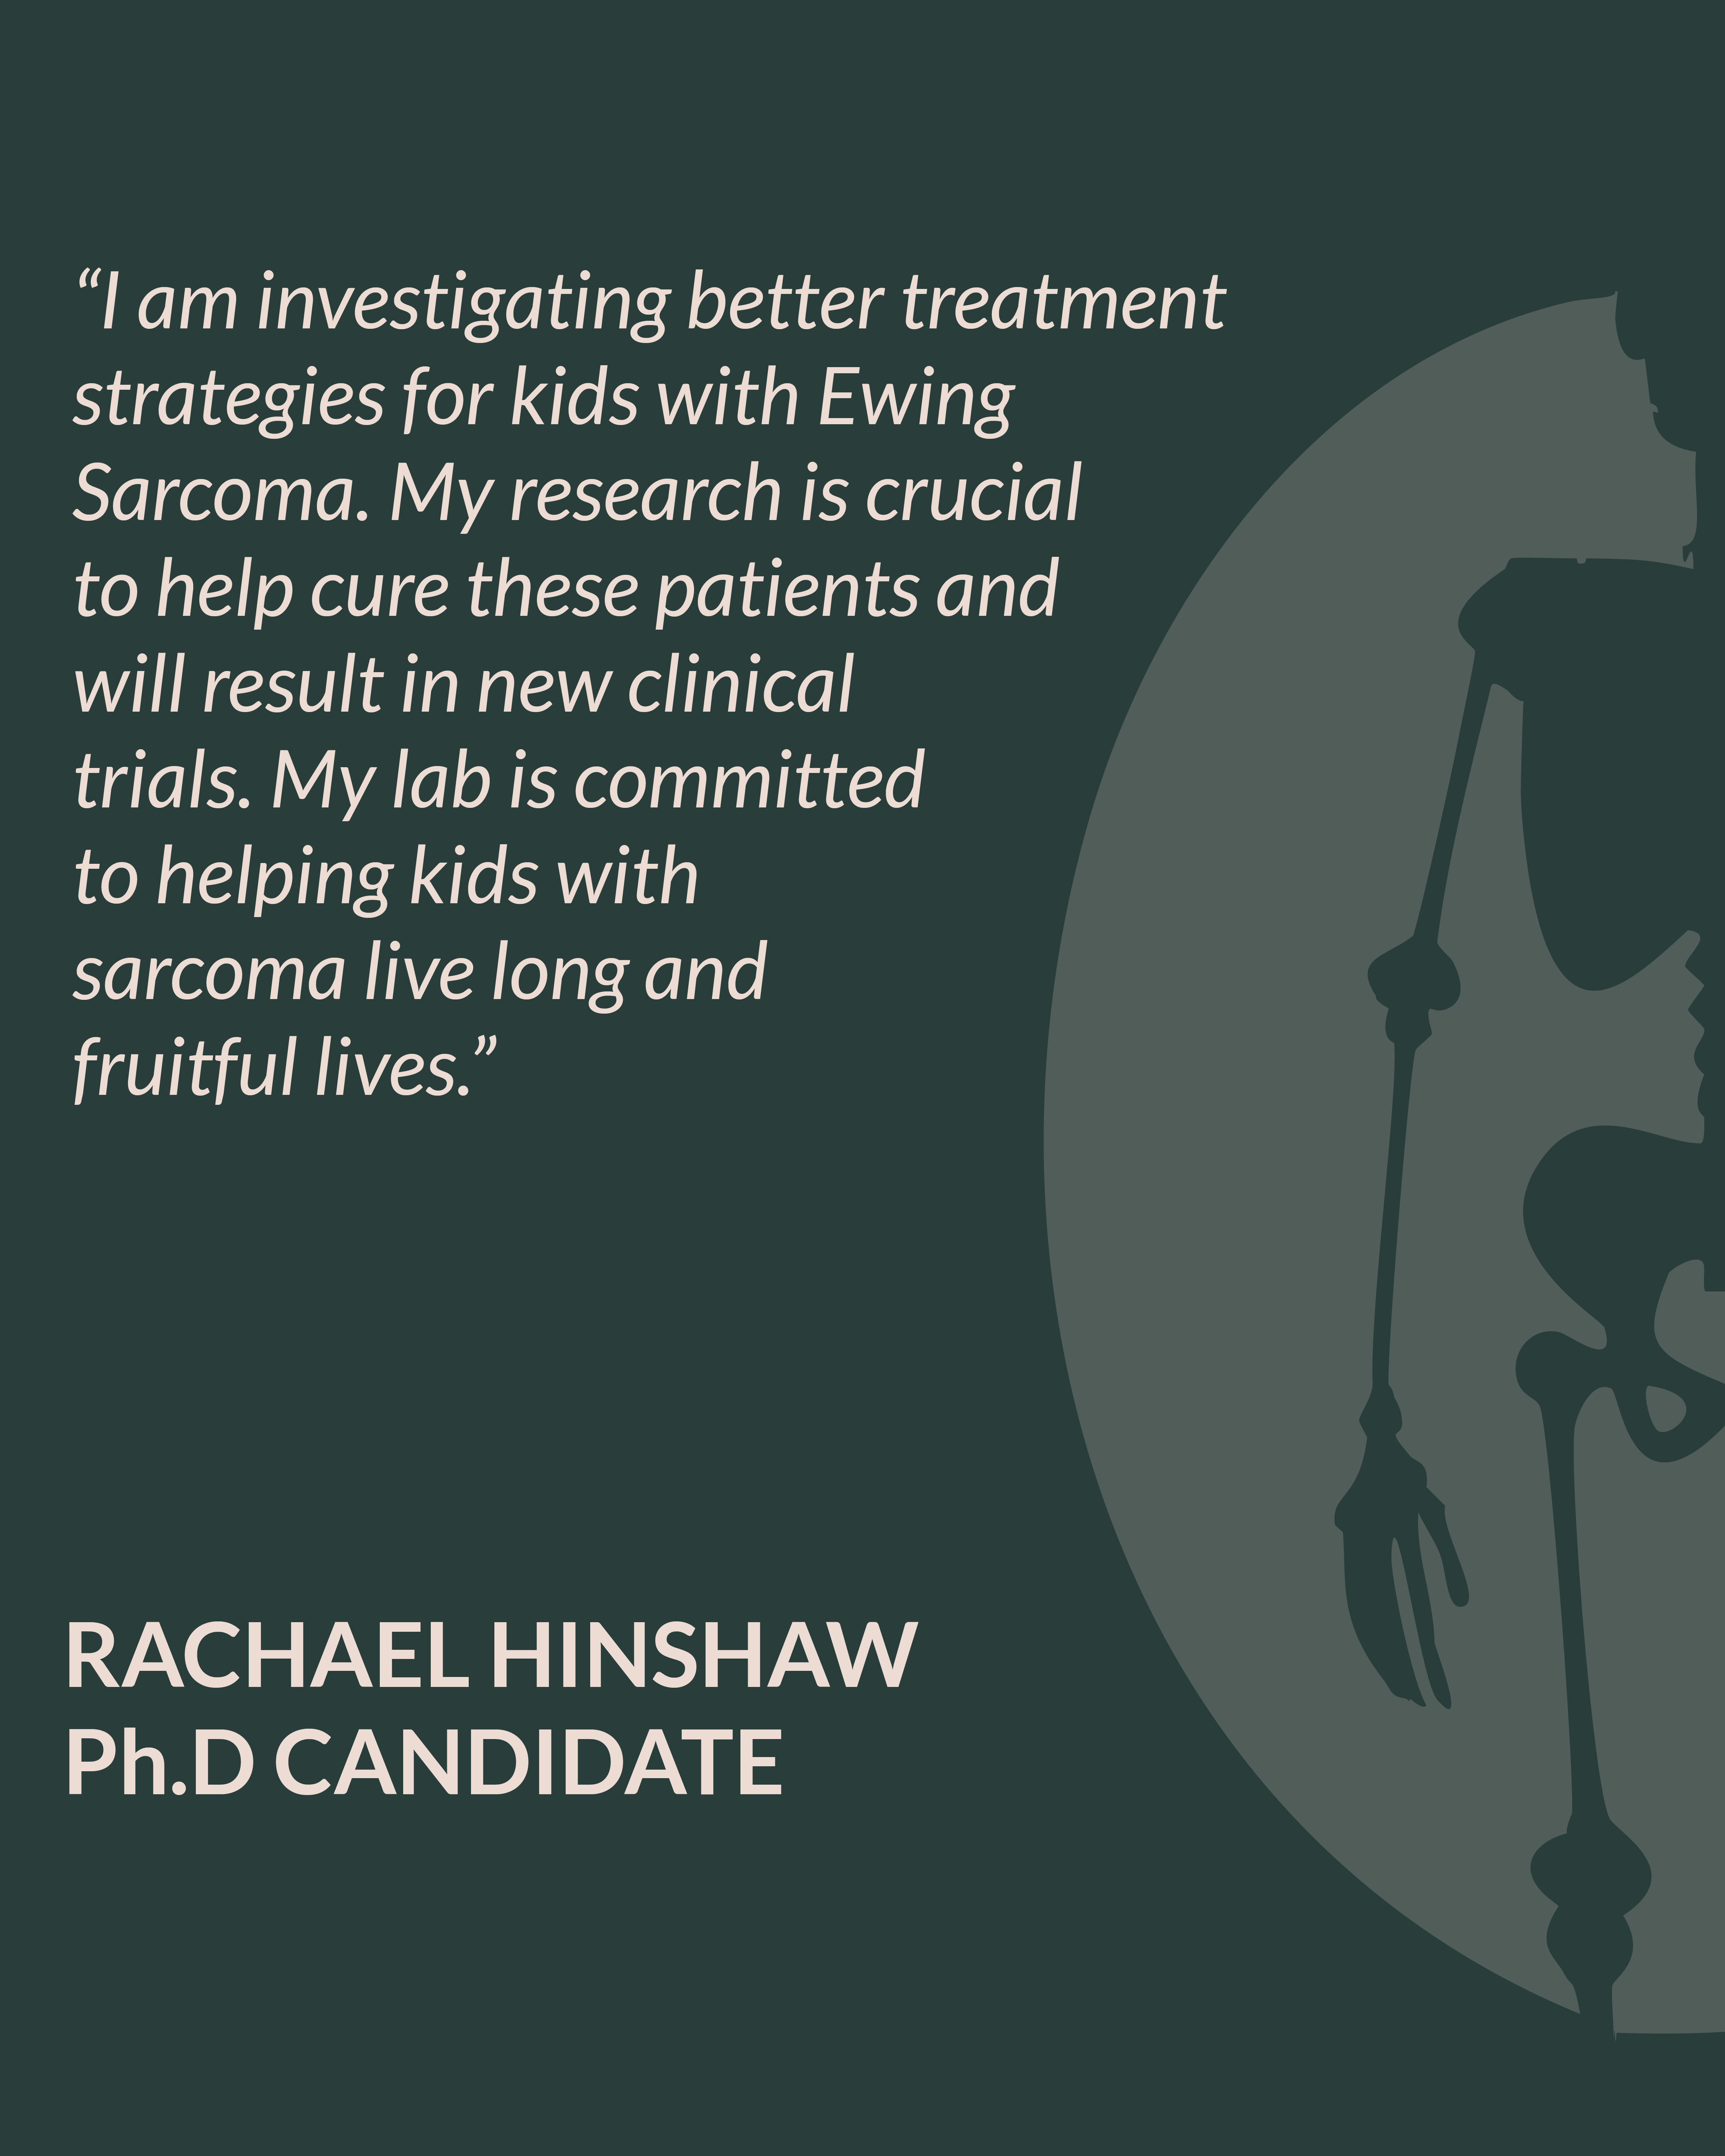 “I am investigating better treatment
strategies for kids with Ewing
Sarcoma. My research is crucial
to help cure these patients and
will result in new clinical
trials. My lab is committed
to helping kids with
sarcoma live long and
fruitful lives.”
RACHAEL HINSHAW
Ph.D CANDIDATE